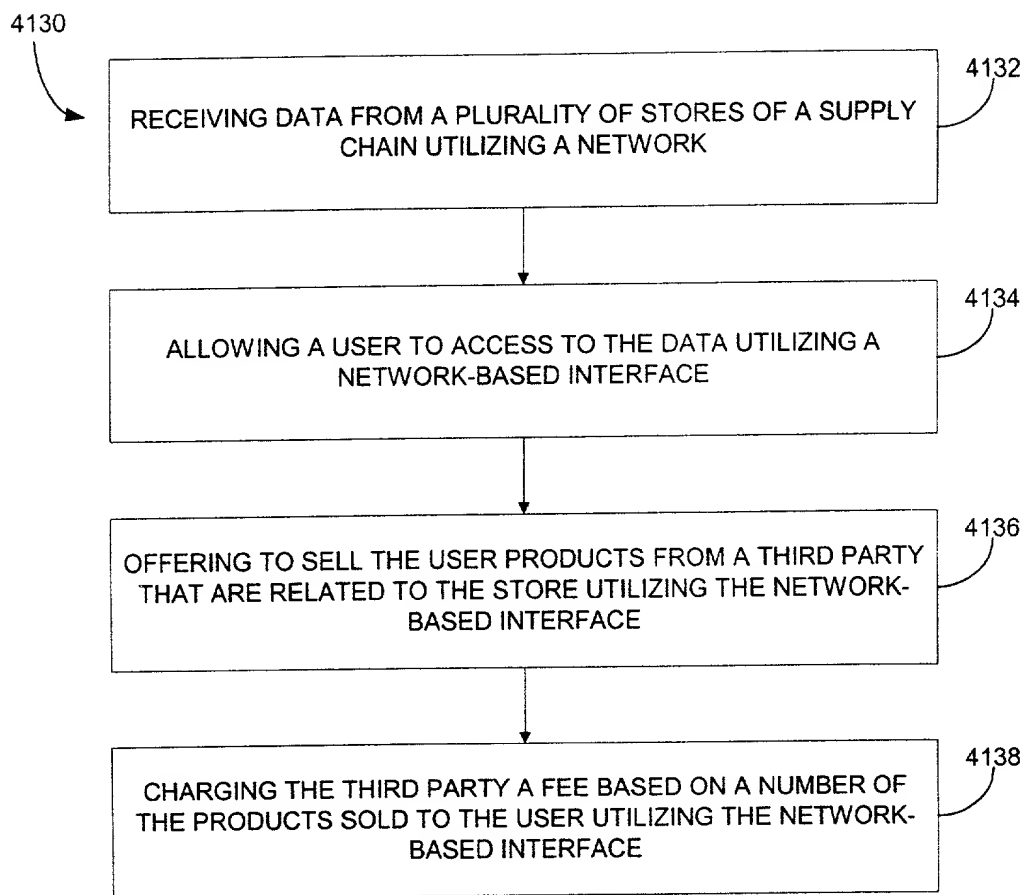 4130
4132
RECEIVING DATA FROM A PLURALITY OF STORES OF A SUPPLY
CHAIN UTILIZING A NETWORK
4134
ALLOWING A USER TO ACCESS TO THE DATA UTILIZING A
NETWORK-BASED INTERFACE
4136
OFFERING TO SELL THE USER PRODUCTS FROM A THIRD PARTY
THAT ARE RELATED TO THE STORE UTILIZING THE NETWORK-
BASED INTERFACE
4138
CHARGING THE THIRD PARTY A FEE BASED ON A NUMBER OF
THE PRODUCTS SOLD TO THE USER UTILIZING THE NETWORK-
BASED INTERFACE